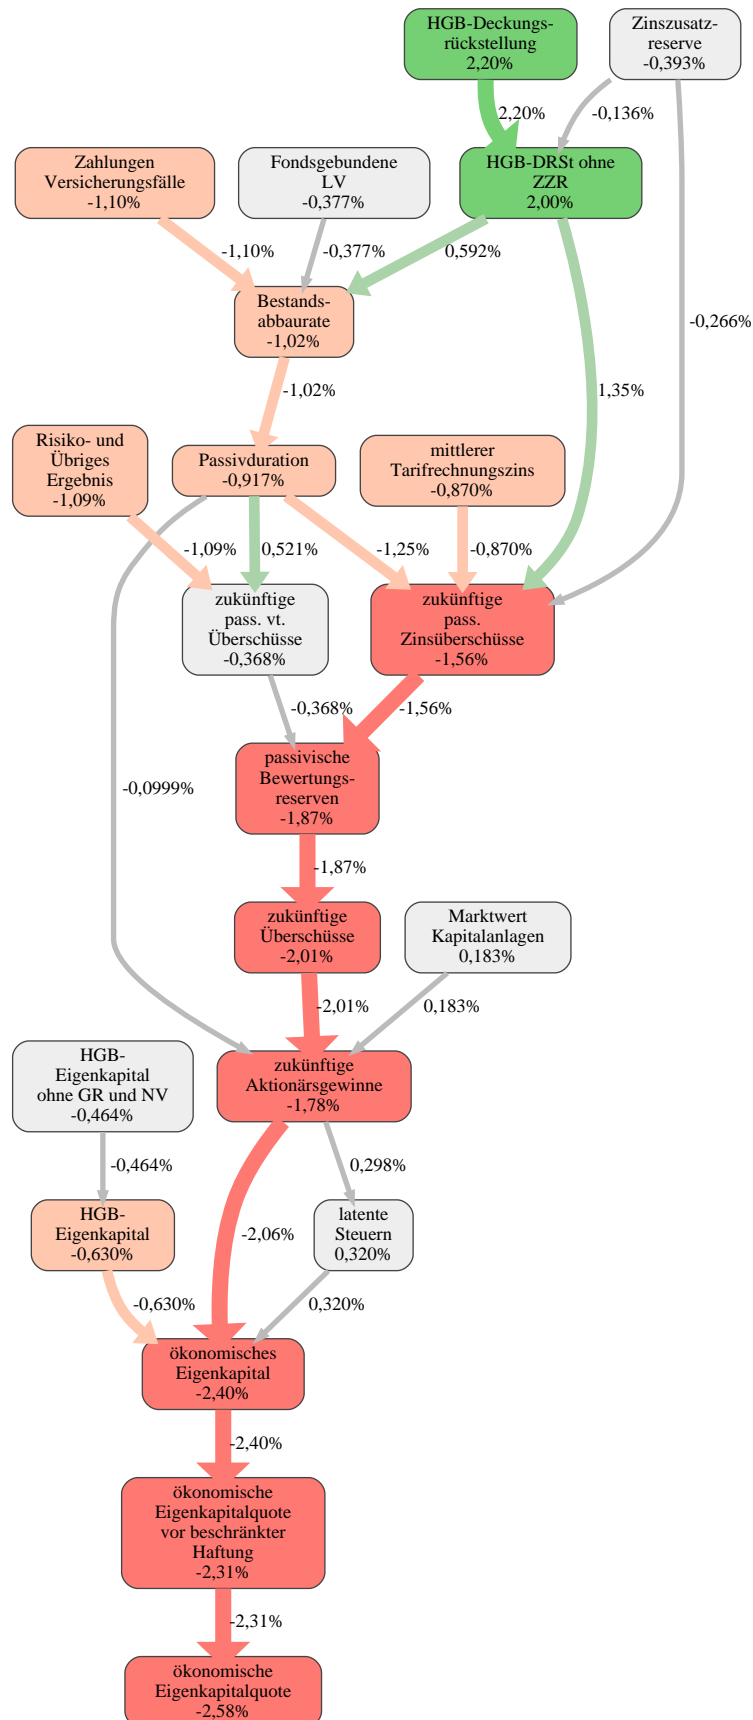 HGB-Deckungs-
rückstellung
2,20%
Zinszusatz-
reserve
-0,393%
2,20%
-0,136%
Zahlungen
Versicherungsfälle
-1,10%
Fondsgebundene
LV
-0,377%
HGB-DRSt ohne
ZZR
2,00%
-1,10%
-0,377%
0,592%
Bestands-
abbaurate
-1,02%
-0,266%
-1,02%
1,35%
Risiko- und
Übriges
Ergebnis
-1,09%
Passivduration
-0,917%
mittlerer
Tarifrechnungszins
-0,870%
-1,09%
0,521%
-1,25%
-0,870%
zukünftige
pass. vt.
Überschüsse
-0,368%
zukünftige
pass.
Zinsüberschüsse
-1,56%
-0,368%
-1,56%
passivische
Bewertungs-
reserven
-1,87%
-0,0999%
-1,87%
zukünftige
Überschüsse
-2,01%
Marktwert
Kapitalanlagen
0,183%
-2,01%
0,183%
HGB-
Eigenkapital
ohne GR und NV
-0,464%
zukünftige
Aktionärsgewinne
-1,78%
-0,464%
0,298%
HGB-
Eigenkapital
-0,630%
-2,06%
latente
Steuern
0,320%
-0,630%
0,320%
ökonomisches
Eigenkapital
-2,40%
-2,40%
ökonomische
Eigenkapitalquote
vor beschränkter
Haftung
-2,31%
-2,31%
ökonomische
Eigenkapitalquote
-2,58%